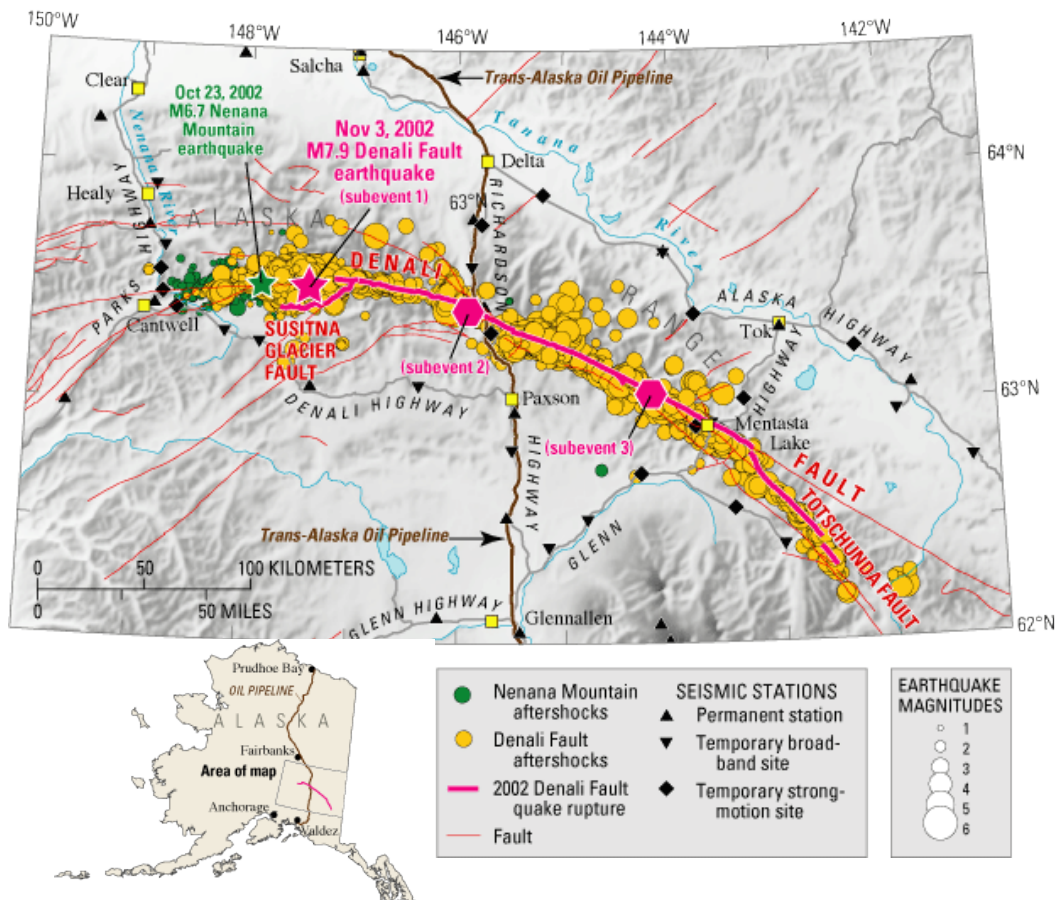 150°W
148°W
146°W
144°W
142°W
Clear
Salcha
Trans-Alaska Oil Pipeline
Oct 23, 2002
M6.7 Nenana
Mountain
earthquake
Nov 3, 2002
M7.9 Denali Fault
earthquake
(subevent 1)
Nenana
River
Tanana
River
Delta
64°N
Healy
63°N
PARKS
HIGHWAY
ALASKA
RANGE
RICHARDSON
HIGHWAY
DENALI
FAULT
Cantwell
SUSITNA
GLACIER
FAULT
(subevent 2)
ALASKA
HIGHWAY
Tok
HIGHWAY
63°N
DENALI HIGHWAY
Paxson
(subevent 3)
Mentasta
Lake
TOTSCHUNDA FAULT
Trans-Alaska Oil Pipeline
GLENN
0 50 100 KILOMETERS
0 50 MILES
GLENN HIGHWAY
Glennallen
62°N
Prudhoe Bay
OIL PIPELINE
ALASKA
Fairbanks
Area of map
Anchorage
Valdez
Nenana Mountain
aftershocks
Denali Fault
aftershocks
2002 Denali Fault
quake rupture
Fault
SEISMIC STATIONS
Permanent station
Temporary broad-
band site
Temporary strong-
motion site
EARTHQUAKE
MAGNITUDES
1
2
3
4
5
6